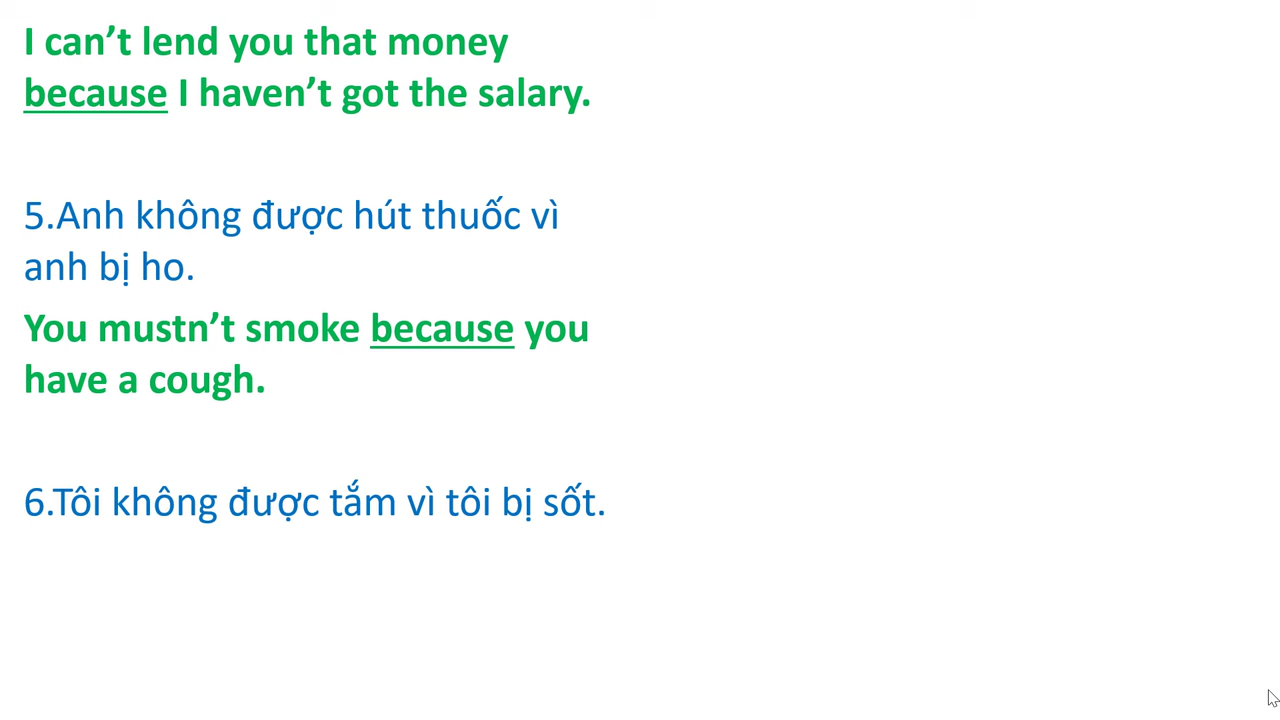 I can’t lend you that money
because I haven’t got the salary.
5.Anh không được hút thuốc vì
anh bị ho.
You mustn’t smoke because you
have a cough.
6.Tôi không được tắm vì tôi bị sốt.